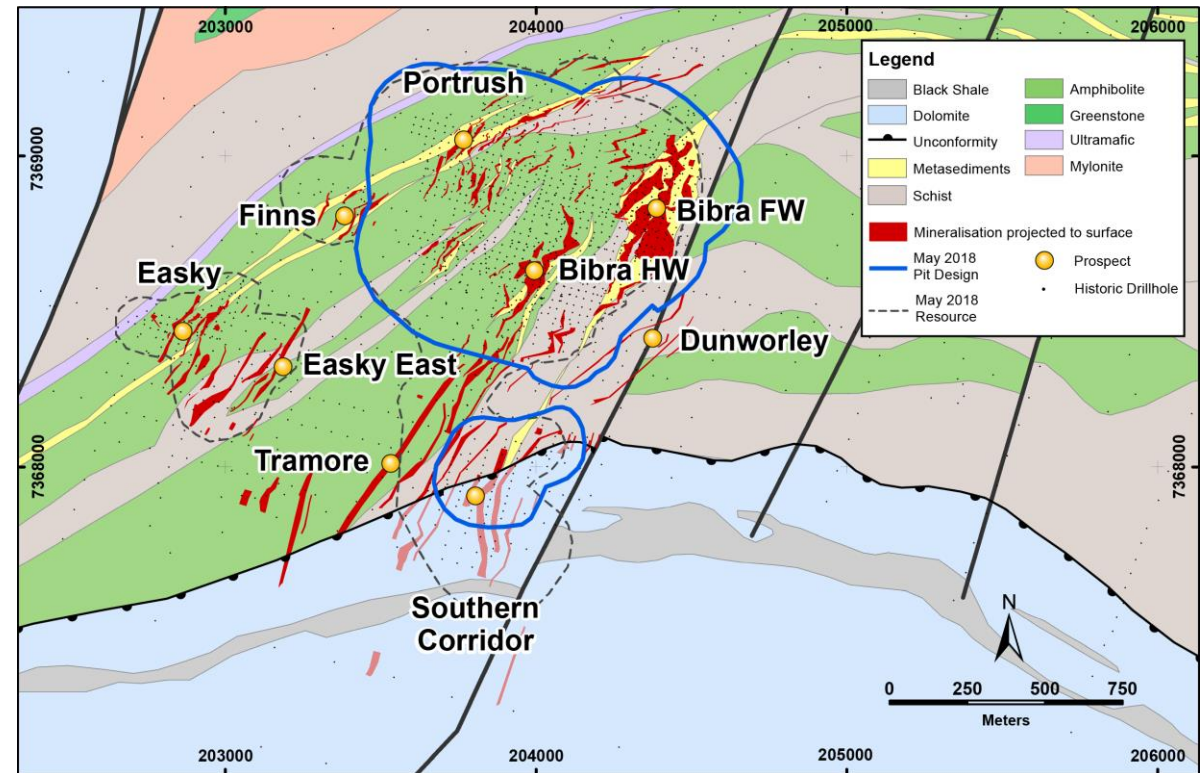 203000
204000
205000
206000
7369000
7368000
Portrush
Finns
Bibra FW
Bibra HW
Easky
Easky East
Dunworley
Tramore
Southern
Corridor
Legend
Black Shale
Dolomite
Unconformity
Metasediments
Schist
Amphibolite
Greenstone
Ultramafic
Mylonite
Mineralisation projected to surface
May 2018
Pit Design
May 2018
Resource
Prospect
Historic Drillhole
7369000
7368000
N
0 250 500 750
Meters
203000
204000
205000
206000